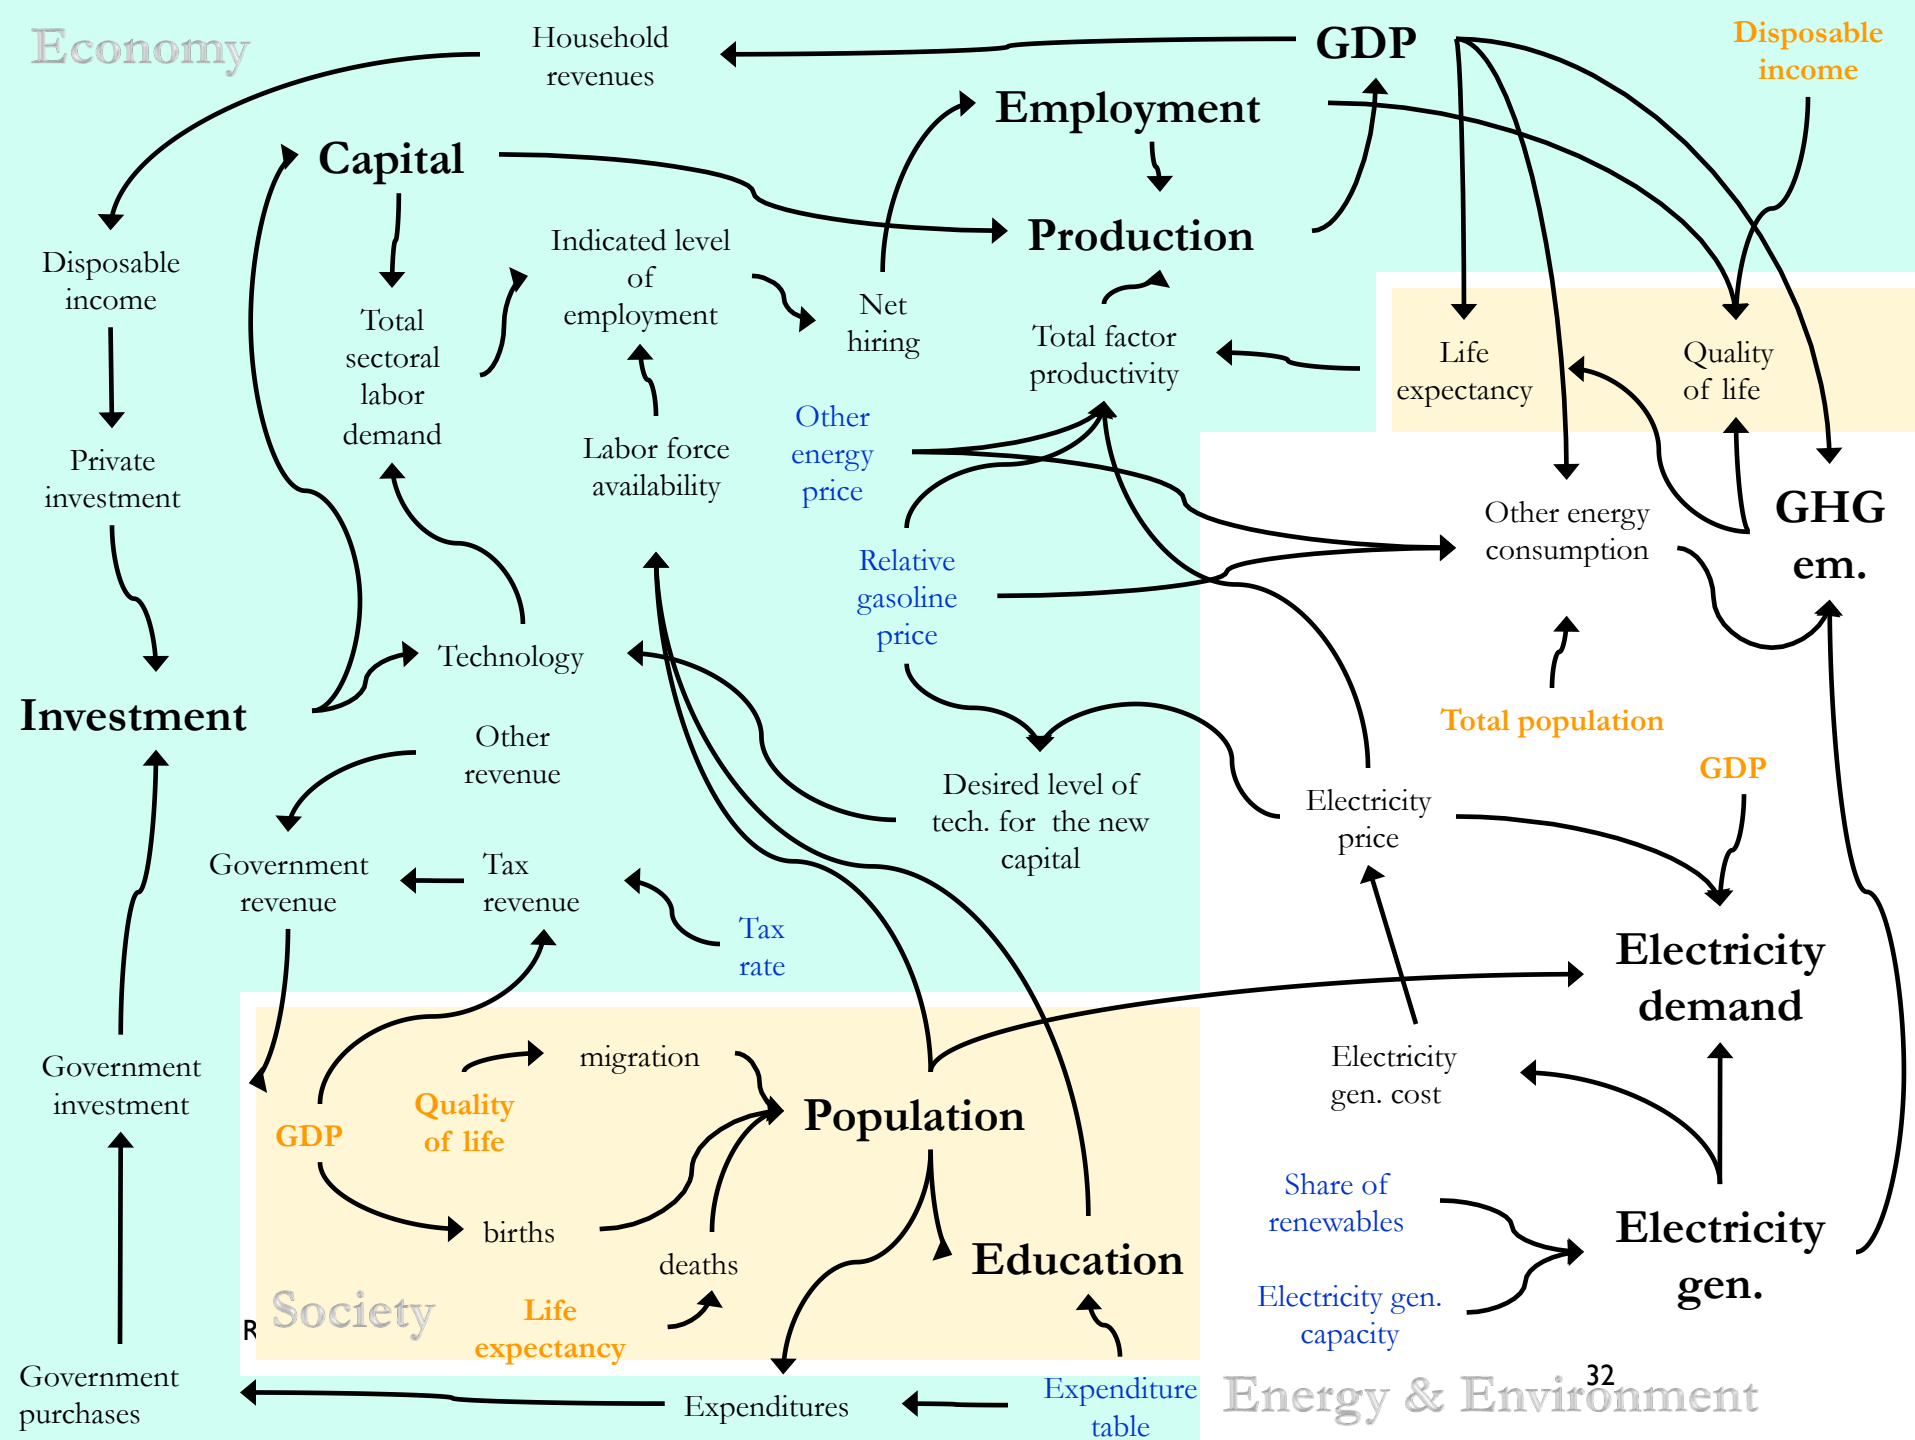 Economy
Household
revenues
GDP
Disposable
income
Employment
Capital
Production
Disposable
income
Indicated level
of
employment
Net
hiring
Total
sectoral
labor
demand
Total factor
productivity
Life
expectancy
Quality
of life
Private
investment
Labor force
availability
Other
energy
price
Other energy
consumption
GHG
em.
Relative
gasoline
price
Technology
Investment
Total population
Other
revenue
GDP
Desired level of
tech. for the new
capital
Electricity
price
Government
revenue
Tax
revenue
Tax
rate
Electricity
demand
Government
investment
migration
Electricity
gen. cost
GDP
Quality
of life
Population
Share of
renewables
births
deaths
Education
Electricity
gen.
Society
Life
expectancy
Electricity gen.
capacity
R
Government
purchases
Expenditures
Expenditure
table
32
Energy & Environment